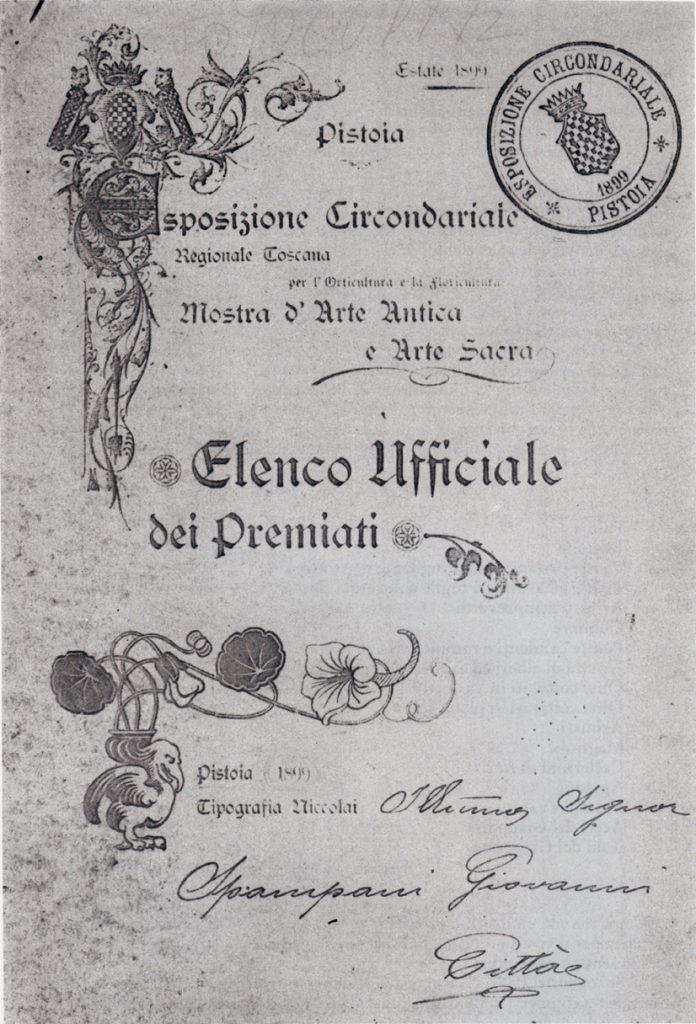 Estate 1899
Pistoia
Esposizione Circondariale
Regionale Toscana
per l'Orticultura e la Floricultura
Mostra d'Arte Antica
e Arte Sacra
Elenco Ufficiale
dei Premiati
ESPOSIZIONE CIRCONDARIALE
1899
PISTOIA
Pistoia (1899)
Tipografia Niccolai
Signor
Spampani Giovanni
Città